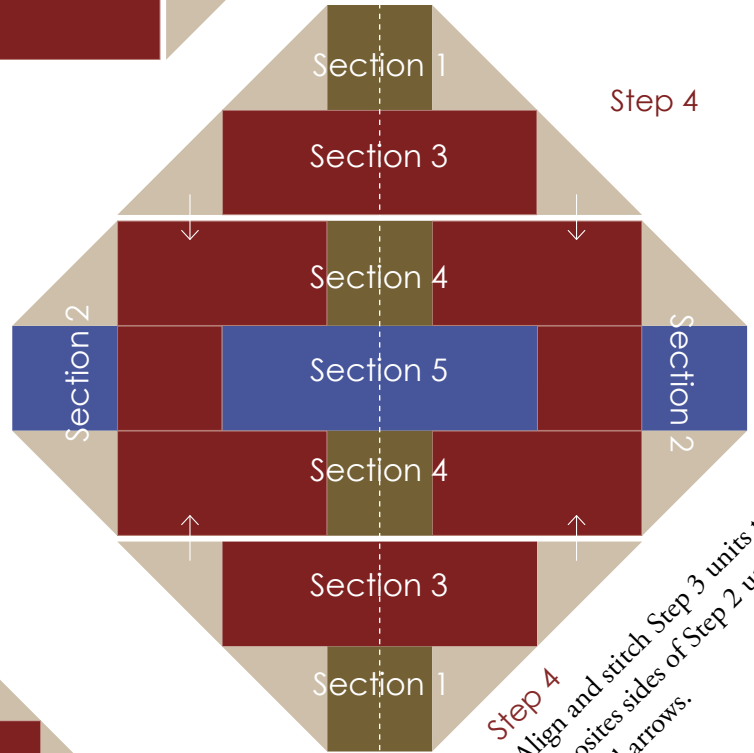 Section 1
Step 4
Section 3
Section 4
Section 2
Section 5
Section 2
Section 4
Section 3
Section 1
Step 4
Align and stitch Step 3 units
sides of Step 2
arrows.